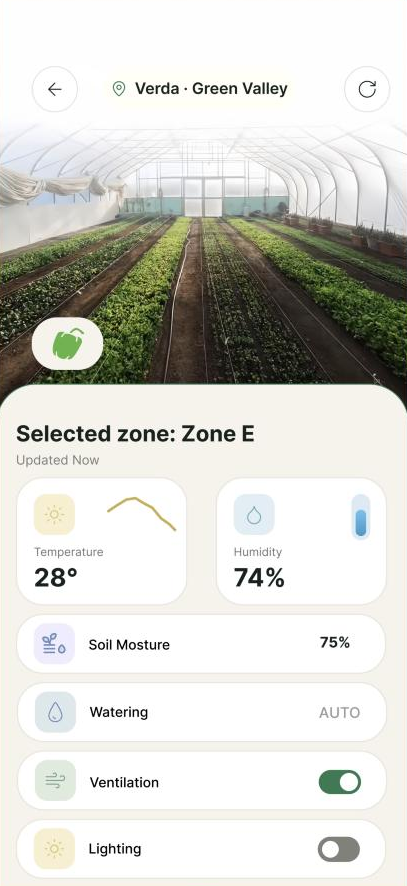 Verda · Green Valley
Selected zone: Zone E
Updated Now
Temperature
28°
Humidity
74%
Soil Mosture
75%
Watering
AUTO
Ventilation
Lighting